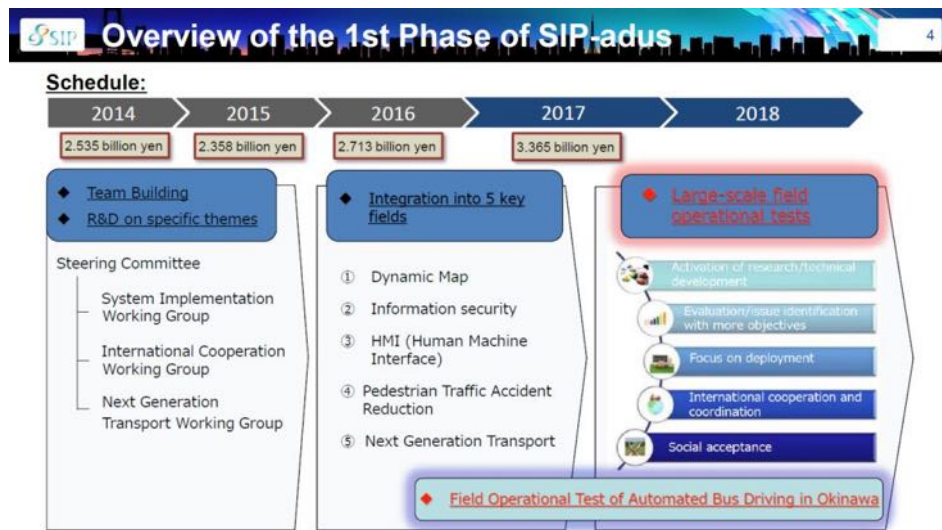 SIP
Overview of the 1st Phase of SIP-adus
4
Schedule:
2014
2015
2016
2017
2018
2.535 billion yen
2.358 billion yen
2.713 billion yen
3.365 billion yen
◆ Team Building
◆ R&D on specific themes
Steering Committee
System Implementation
Working Group
International Cooperation
Working Group
Next Generation
Transport Working Group
◆ Integration into 5 key
fields
① Dynamic Map
② Information security
③ HMI (Human Machine
Interface)
④ Pedestrian Traffic Accident
Reduction
⑤ Next Generation Transport
◆ Large-scale field
operational tests
Activation of research/technical
development
Evaluation/issue identification
with more objectives
Focus on deployment
International cooperation and
coordination
Social acceptance
◆ Field Operational Test of Automated Bus Driving in Okinawa